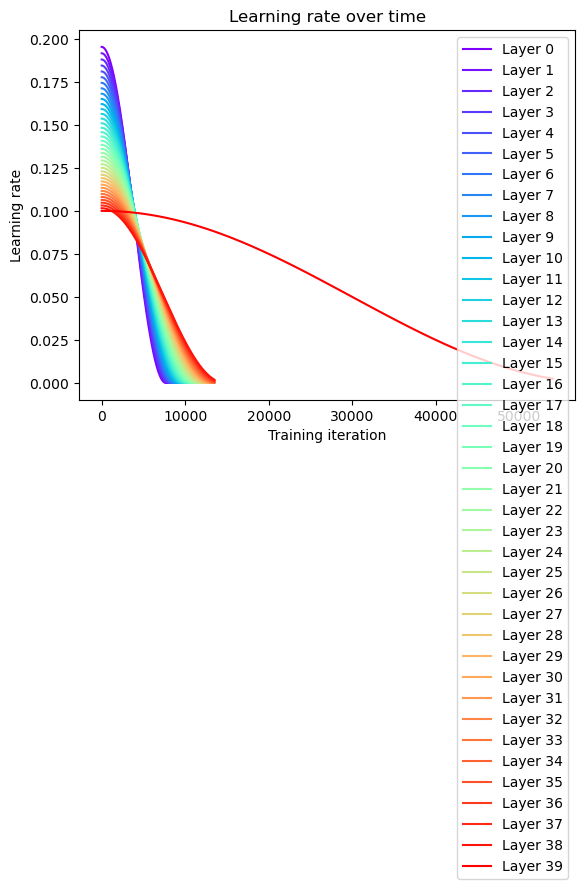 Learning rate over time
Learning rate
0.200
0.175
0.150
0.125
0.100
0.075
0.050
0.025
0.000
0
10000
20000
30000
40000
50000
Training iteration
Layer 0
Layer 1
Layer 2
Layer 3
Layer 4
Layer 5
Layer 6
Layer 7
Layer 8
Layer 9
Layer 10
Layer 11
Layer 12
Layer 13
Layer 14
Layer 15
Layer 16
Layer 17
Layer 18
Layer 19
Layer 20
Layer 21
Layer 22
Layer 23
Layer 24
Layer 25
Layer 26
Layer 27
Layer 28
Layer 29
Layer 30
Layer 31
Layer 32
Layer 33
Layer 34
Layer 35
Layer 36
Layer 37
Layer 38
Layer 39